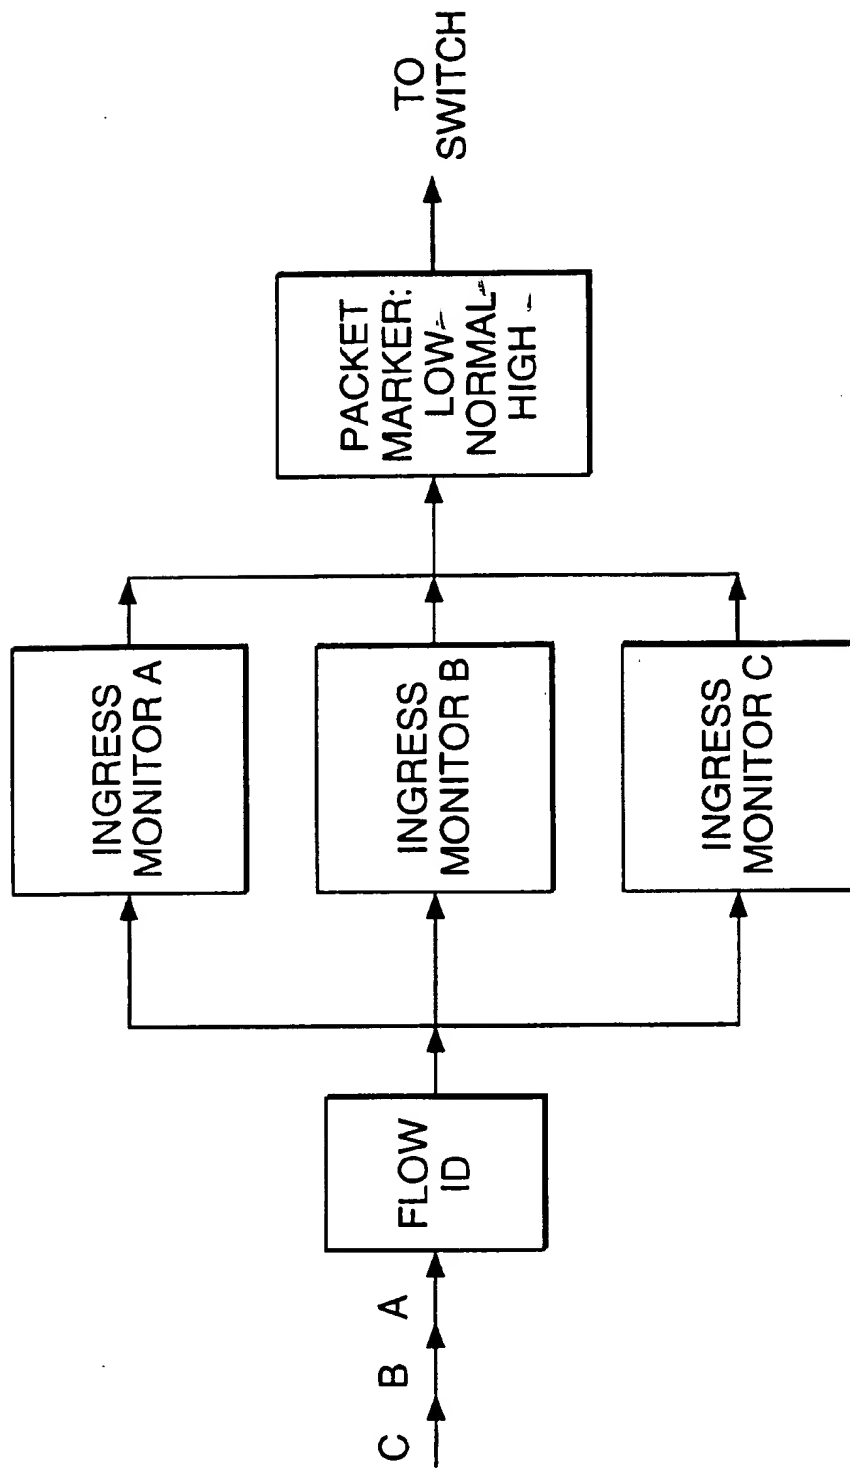 C B A
FLOW
ID
INGRESS
MONITOR A
INGRESS
MONITOR B
INGRESS
MONITOR C
PACKET
MARKER:
LOW
NORMAL
HIGH
TO
SWITCH